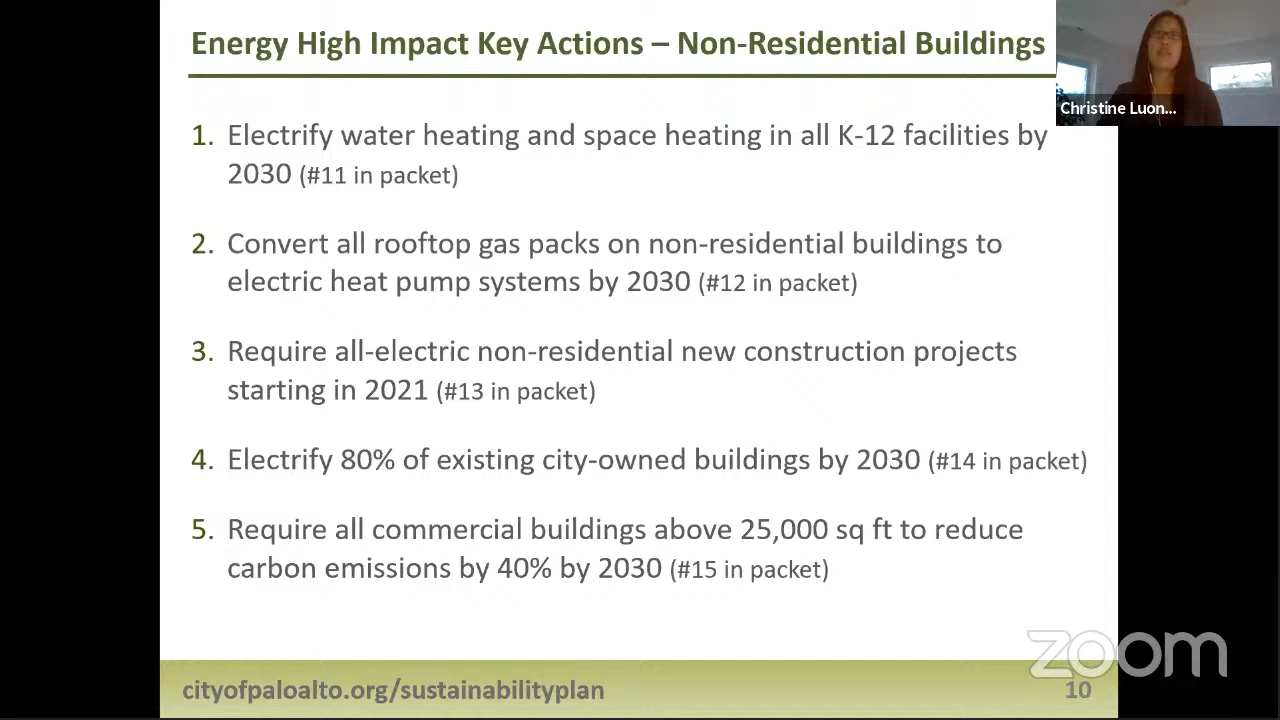 Energy High Impact Key Actions – Non-Residential Buildings
Christine Luon...
1. Electrify water heating and space heating in all K-12 facilities by
2030 (#11 in packet)
2. Convert all rooftop gas packs on non-residential buildings to
electric heat pump systems by 2030 (#12 in packet)
3. Require all-electric non-residential new construction projects
starting in 2021 (#13 in packet)
4. Electrify 80% of existing city-owned buildings by 2030 (#14 in packet)
5. Require all commercial buildings above 25,000 sq ft to reduce
carbon emissions by 40% by 2030 (#15 in packet)
zoom
cityofpaloalto.org/sustainabilityplan
10